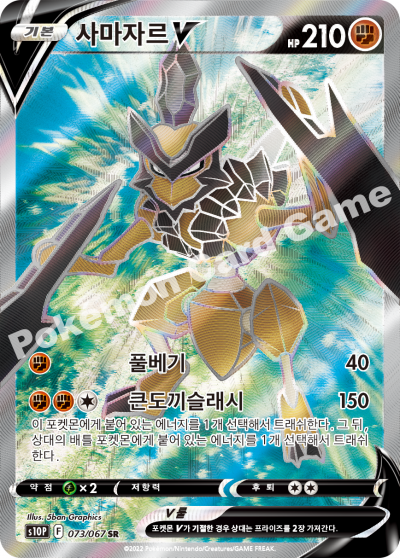 기본 사마자르 V HP 210
Pokémon Card Game
풀베기 40
큰도끼슬래시 150
이 포켓몬에게 붙어 있는 에너지를 1개 선택해서 트래쉬한다. 그 뒤,
상대의 배틀 포켓몬에게 붙어 있는 에너지를 1개 선택해서 트래쉬
한다.
약점 ×2 저항력 후퇴
Illus. 5ban Graphics
V룰
s10P F 073/067 SR
포켓몬 V가 기절한 경우 상대는 프라이즈를 2장 가져간다.
©2022 Pokémon/Nintendo/Creatures/GAME FREAK.